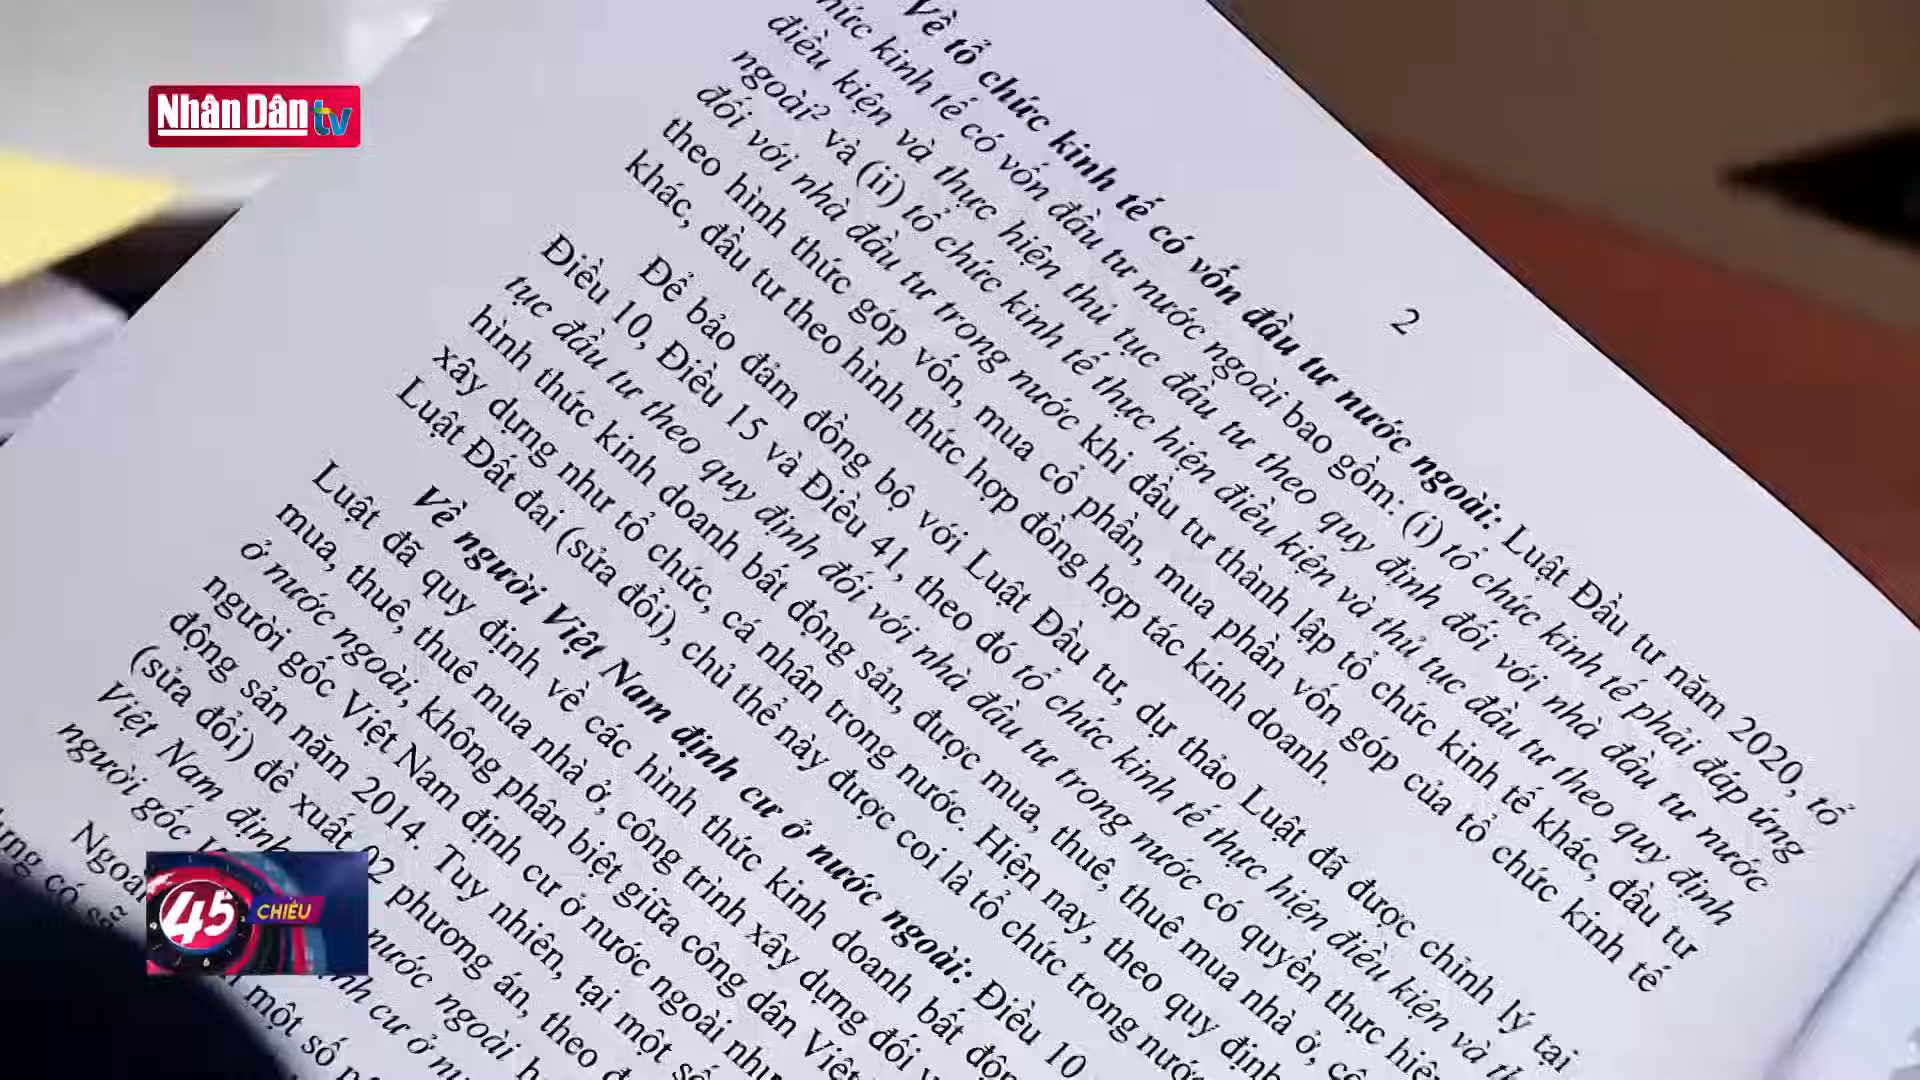 Nhân Dân tv
2
Về tổ chức kinh tế có vốn đầu tư nước ngoài: Luật Đầu tư năm 2020, tổ
chức kinh tế có vốn đầu tư nước ngoài bao gồm: (i) tổ chức kinh tế phải đáp ứng
điều kiện và thực hiện thủ tục đầu tư theo quy định đối với nhà đầu tư nước
ngoài2 và (ii) tổ chức kinh tế thực hiện điều kiện và thủ tục đầu tư theo quy định
đối với nhà đầu tư trong nước khi đầu tư thành lập tổ chức kinh tế khác, đầu tư
theo hình thức góp vốn, mua cổ phần, mua phần vốn góp của tổ chức kinh tế
khác, đầu tư theo hình thức hợp đồng hợp tác kinh doanh.
Để bảo đảm đồng bộ với Luật Đầu tư, dự thảo Luật đã được chỉnh lý tại
Điều 10, Điều 15 và Điều 41, theo đó tổ chức kinh tế thực hiện điều kiện và
tục đầu tư theo quy định đối với nhà đầu tư trong nước có quyền thực
hình thức kinh doanh bất động sản, được mua, thuê, thuê mua nhà ở,
xây dựng như tổ chức, cá nhân trong nước. Hiện nay, theo quy định
Luật Đất đai (sửa đổi), chủ thể này được coi là tổ chức trong
Về người Việt Nam định cư ở nước ngoài: Điều 10
Luật đã quy định về các hình thức kinh doanh bất
mua, thuê, thuê mua nhà ở, công trình xây dựng đối
ở nước ngoài, không phân biệt giữa công dân
người gốc Việt Nam định cư ở nước ngoài
động sản năm 2014. Tuy nhiên, tại một số
(sửa đổi) đề xuất 02 phương án, theo
Việt Nam định cư ở nước ngoài
người gốc
Ngoài một số
45 CHIỀU